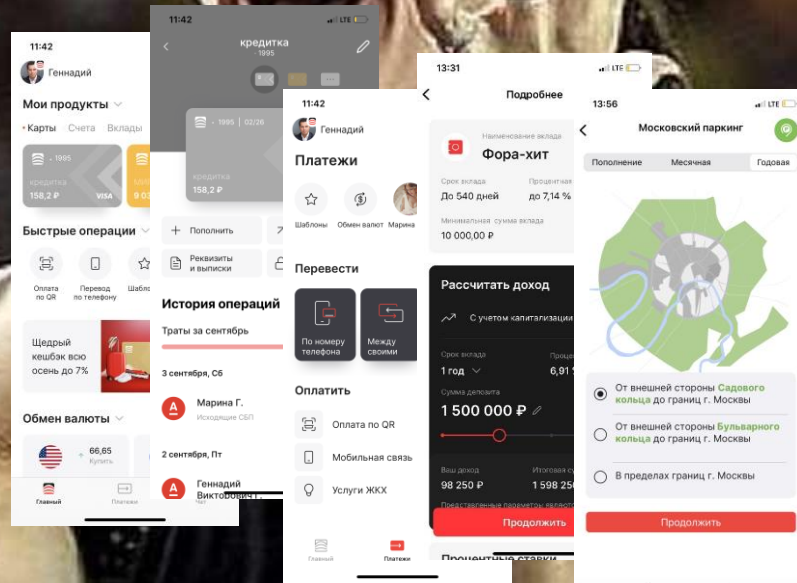 11:42
Геннадий
Мои продукты
Карты Счета Вклады
1995
кредитка
158,2 ₽ VISA
Быстрые операции
Оплата
по QR
Перевод
по телефону
Щедрый
кешбэк всю
осень до 7%
Обмен валюты
66,65
Купить
Главный Платежи
11:42
LTE
кредитка
· 1995
1995 | 02/26
кредитка
158,2 ₽
Пополнить
Реквизиты
и выписки
История операций
Траты за сентябрь
3 сентября, Сб
Марина Г.
Исходящие СБП
2 сентября, Пт
Геннадий
Викторович Г.
Чат
11:42
Геннадий
Платежи
Шаблоны Обмен валют Марина
Перевести
По номеру
телефона
Между
своими
Оплатить
Оплата по QR
Мобильная связь
Услуги ЖКХ
Главный Платежи
13:31
LTE
Подробнее
Наименование вклада
Фора-хит
Срок вклада Процентная
До 540 дней до 7,14 %
Минимальная сумма вклада
10 000,00 ₽
Рассчитать доход
С учетом капитализации
Срок вклада
1 год 6,91
Сумма депозита
1 500 000 ₽
Ваш доход Итоговая
98 250 ₽ 1 598 250
Представленные параметры
Продолжить
Процентные ставки
13:56
LTE
Московский паркинг
Пополнение Месячная Годовая
От внешней стороны Садового
кольца до границ г. Москвы
От внешней стороны Бульварного
кольца до границ г. Москвы
В пределах границ г. Москвы
Продолжить